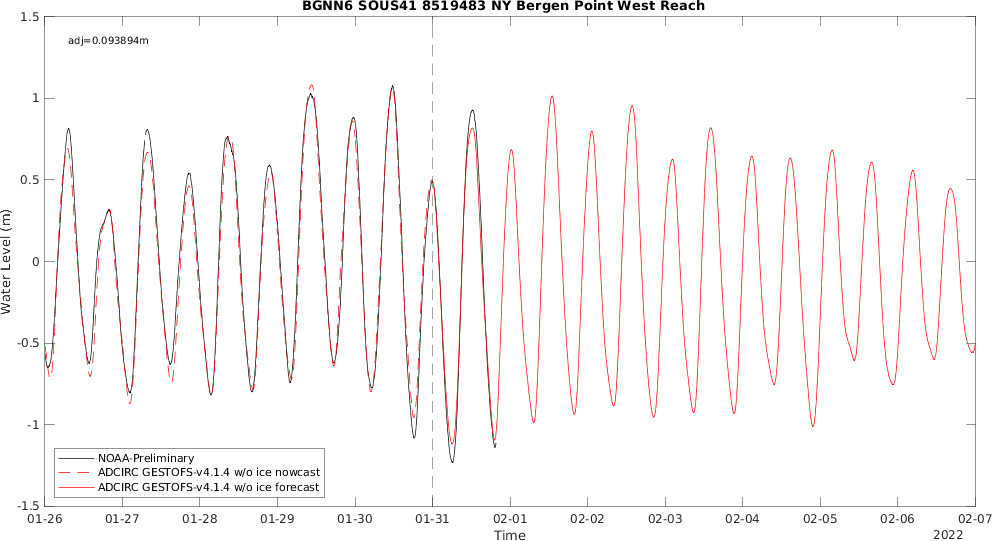 BGNN6 SOUS41 8519483 NY Bergen Point West Reach
adj=0.093894m
1.5
1
0.5
0
-0.5
-1
-1.5
Water Level (m)
NOAA-Preliminary
ADCIRC GESTOFS-v4.1.4 w/o ice nowcast
ADCIRC GESTOFS-v4.1.4 w/o ice forecast
01-26 01-27 01-28 01-29 01-30 01-31 02-01 02-02 02-03 02-04 02-05 02-06 02-07
Time
2022